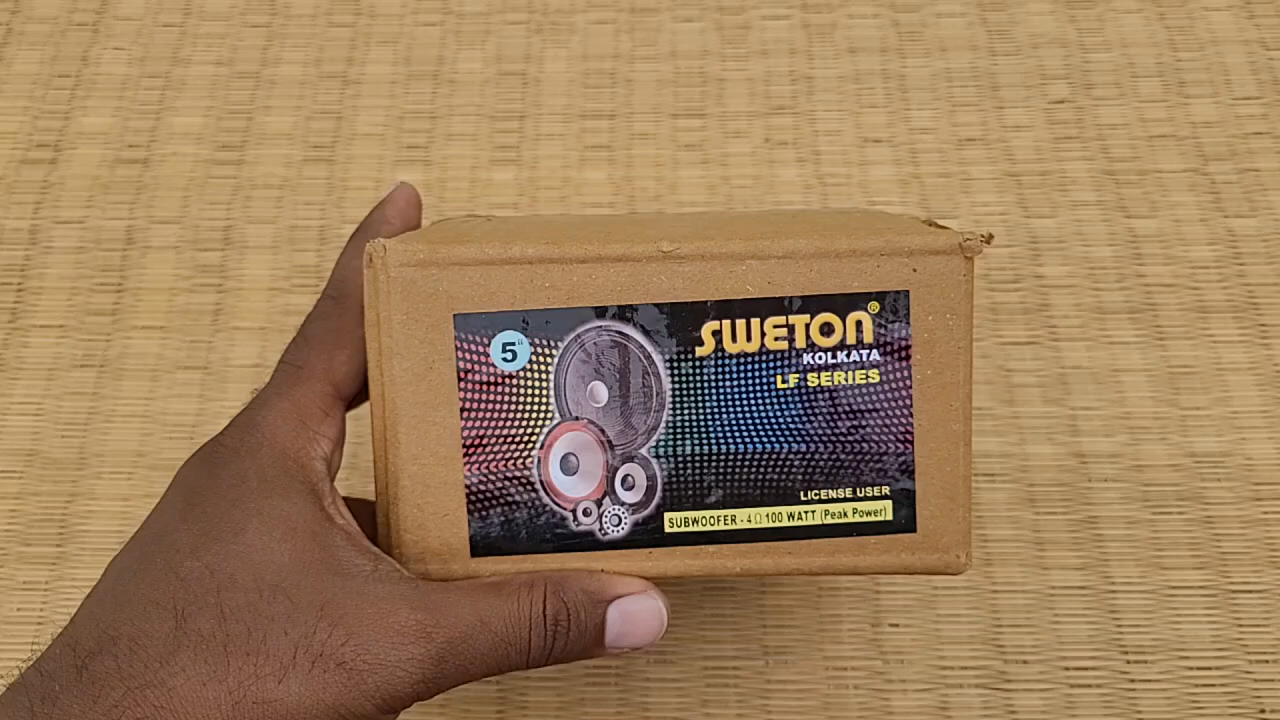 5"
SWETON®
KOLKATA
LF SERIES
LICENSE USER
SUBWOOFER - 4Ω 100 WATT (Peak Power)